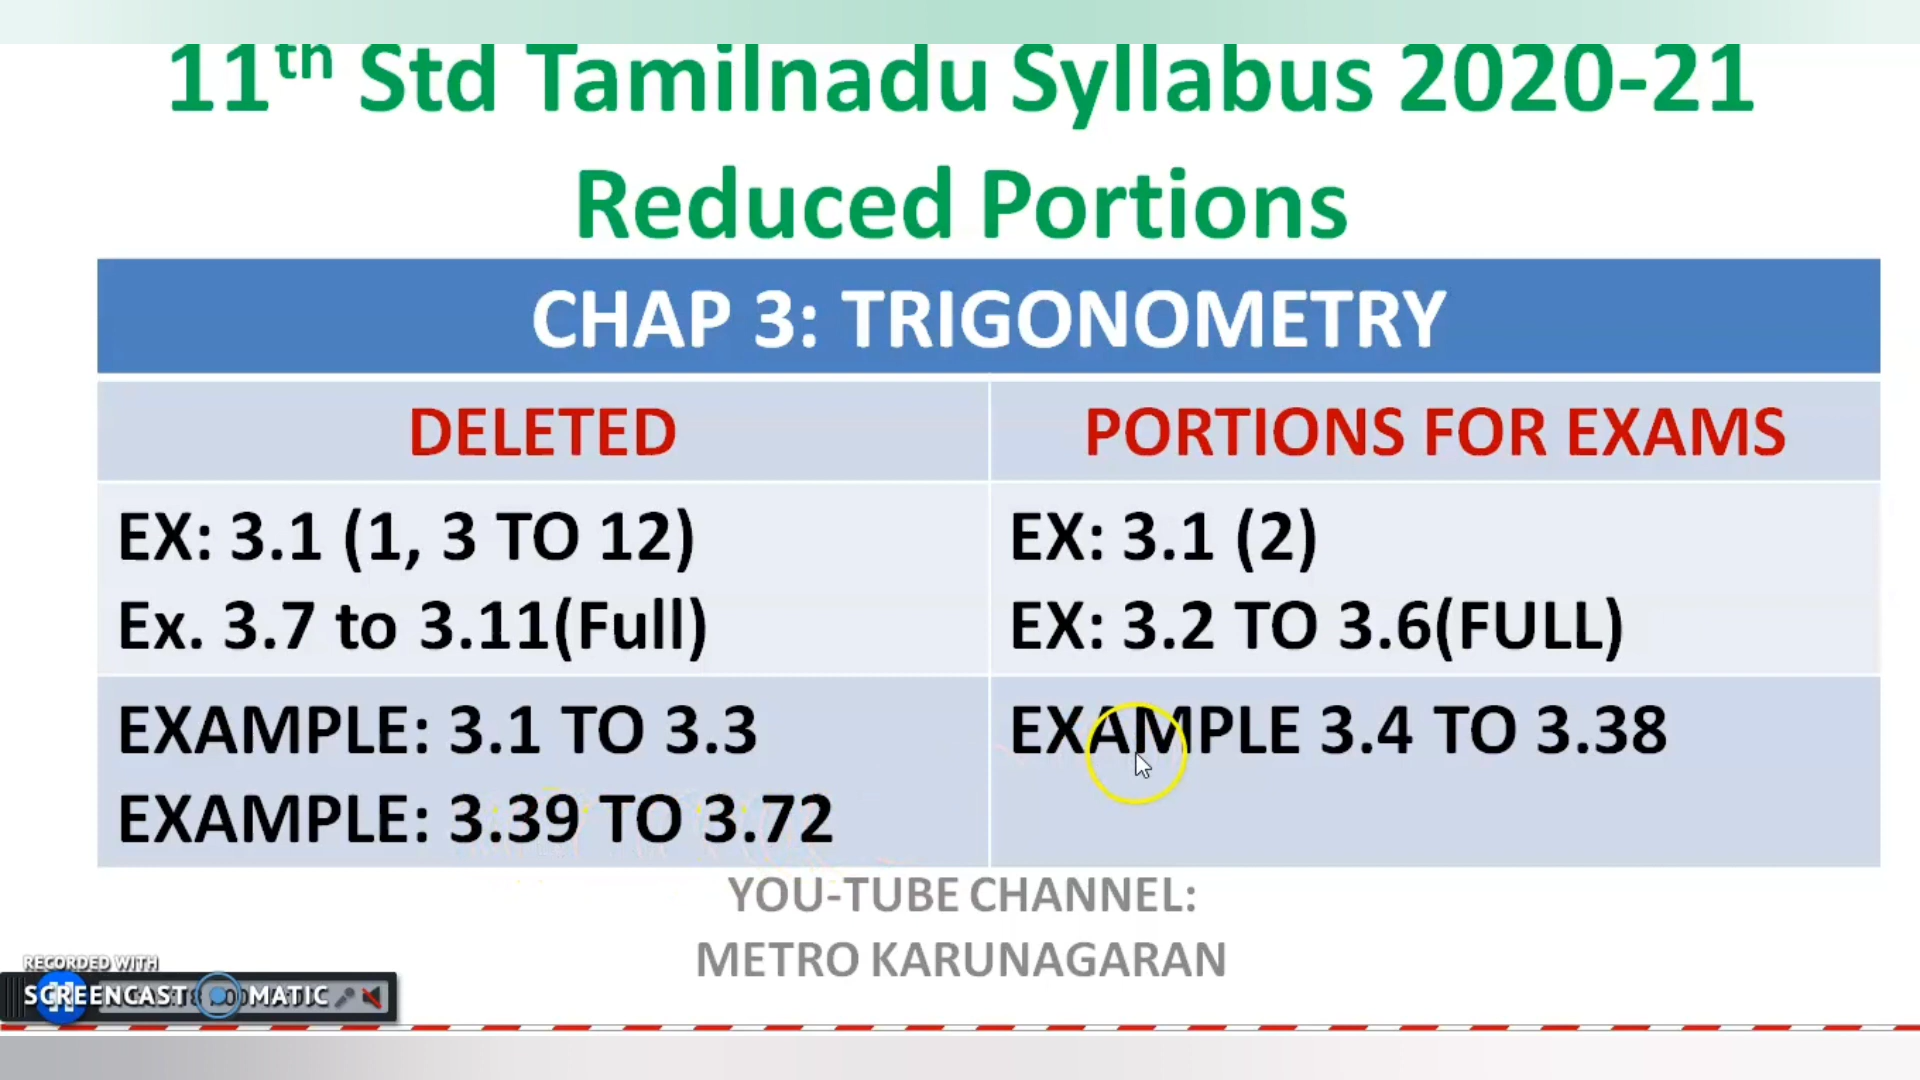 11th Std Tamilnadu Syllabus 2020-21
Reduced Portions
CHAP 3: TRIGONOMETRY
DELETED
PORTIONS FOR EXAMS
EX: 3.1 (1, 3 TO 12)
Ex. 3.7 to 3.11(Full)
EX: 3.1 (2)
EX: 3.2 TO 3.6(FULL)
EXAMPLE: 3.1 TO 3.3
EXAMPLE: 3.39 TO 3.72
EXAMPLE 3.4 TO 3.38
YOU-TUBE CHANNEL:
METRO KARUNAGARAN
RECORDED WITH
SCREENCAST MATIC